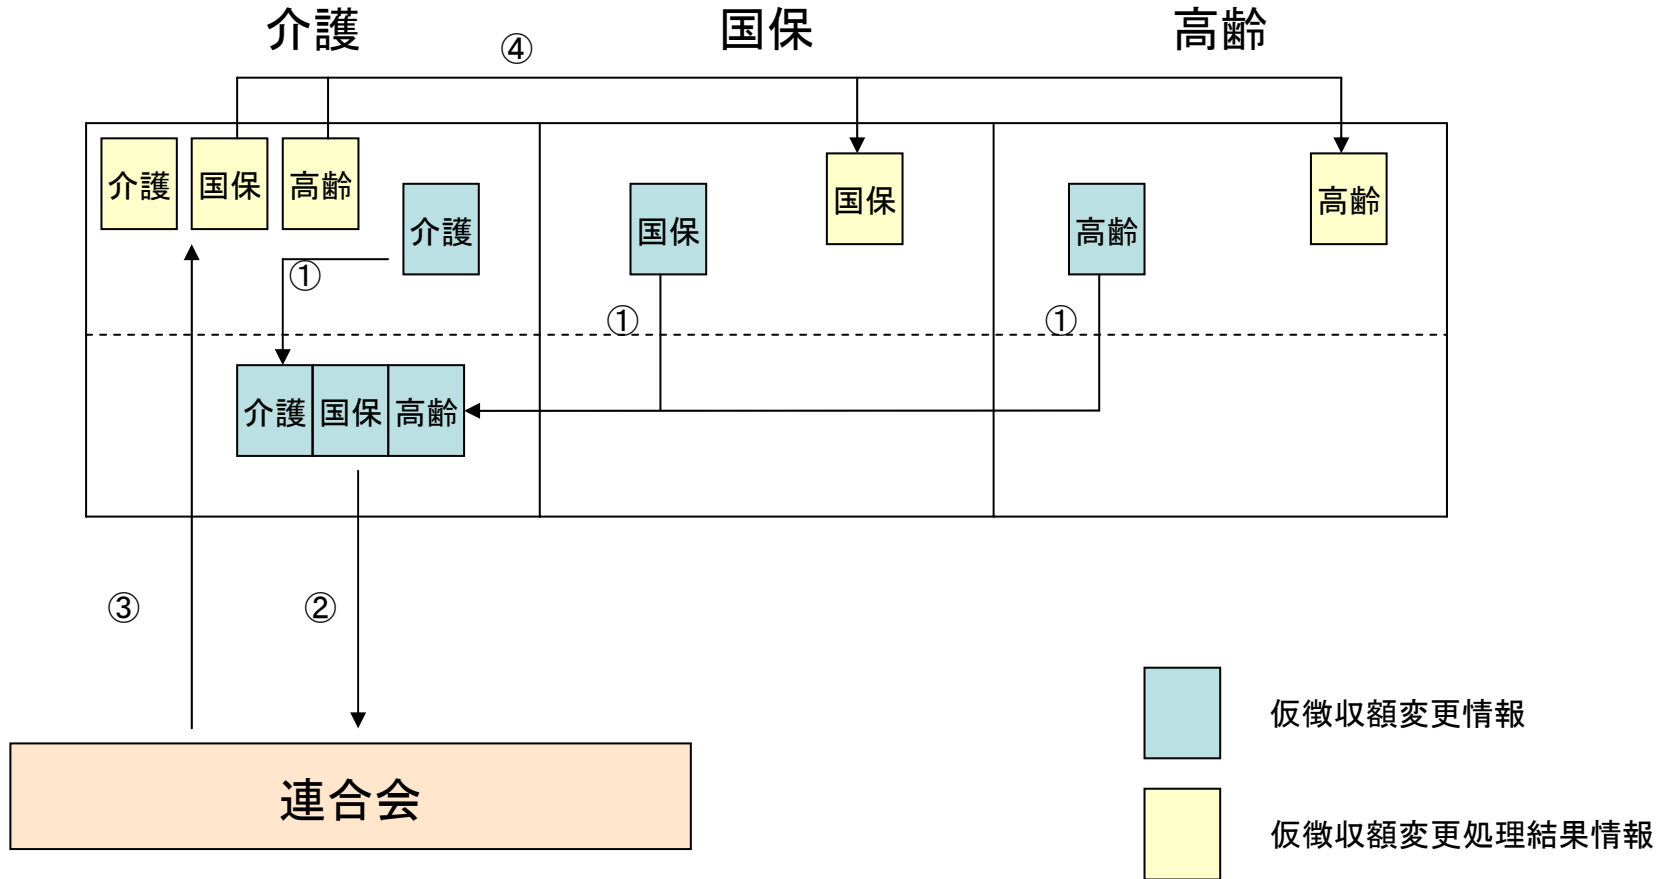 介護
国保
高齢
④
介護
国保
高齢
介護
国保
国保
高齢
高齢
①
①
①
介護
国保
高齢
③
②
連合会
仮徴収額変更情報
仮徴収額変更処理結果情報